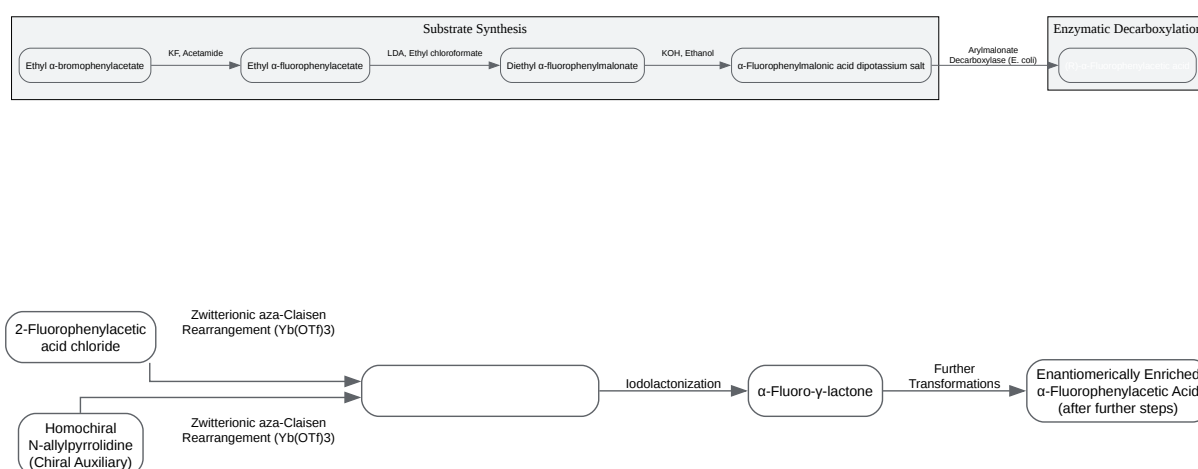 Substrate Synthesis
Enzymatic Decarboxylation
Ethyl α-bromophenylacetate
KF, Acetamide
Ethyl α-fluorophenylacetate
LDA, Ethyl chloroformate
Diethyl α-fluorophenylmalonate
KOH, Ethanol
α-Fluorophenylmalonic acid dipotassium salt
Arylmalonate
Decarboxylase (E. coli)
2-Fluorophenylacetic
acid chloride
Zwitterionic aza-Claisen
Rearrangement (Yb(OTf)3)
Homochiral
N-allylpyrrolidine
(Chiral Auxiliary)
Zwitterionic aza-Claisen
Rearrangement (Yb(OTf)3)
Iodolactonization
α-Fluoro-γ-lactone
Further
Transformations
Enantiomerically Enriched
α-Fluorophenylacetic Acid
(after further steps)